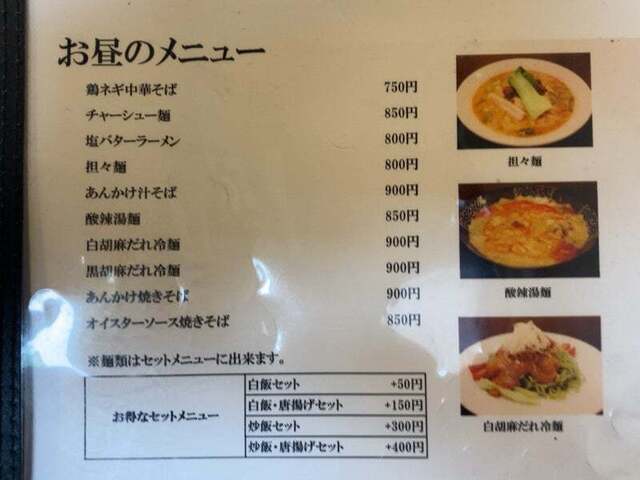 お昼のメニュー
鶏ネギ中華そば 750円
チャーシュー麺 850円
塩バターラーメン 800円
担々麺 800円
あんかけ汁そば 900円
酸辣湯麺 850円
白胡麻だれ冷麺 900円
黒胡麻だれ冷麺 900円
あんかけ焼きそば 900円
オイスターソース焼きそば 850円
※麺類はセットメニューに出来ます。
お得なセットメニュー
白飯セット +50円
白飯・唐揚げセット +150円
炒飯セット +300円
炒飯・唐揚げセット +400円
担々麺
酸辣湯麺
白胡麻だれ冷麺